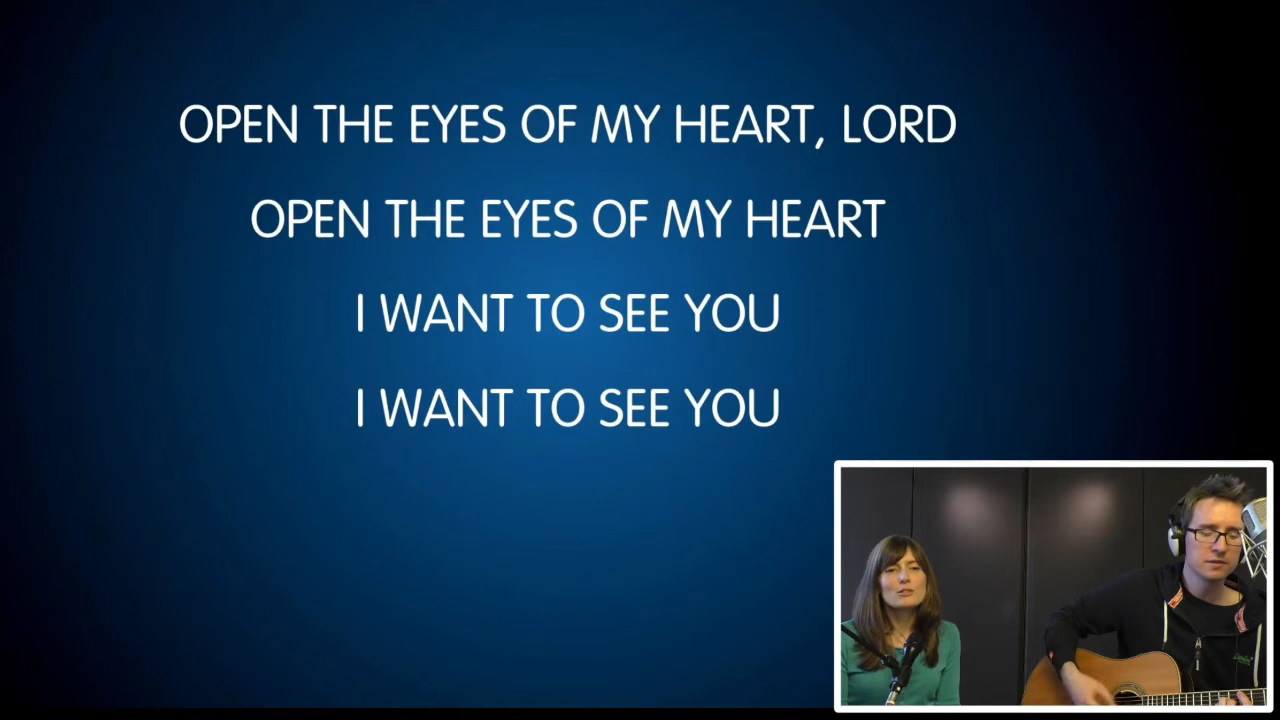 OPEN THE EYES OF MY HEART, LORD
OPEN THE EYES OF MY HEART
I WANT TO SEE YOU
I WANT TO SEE YOU